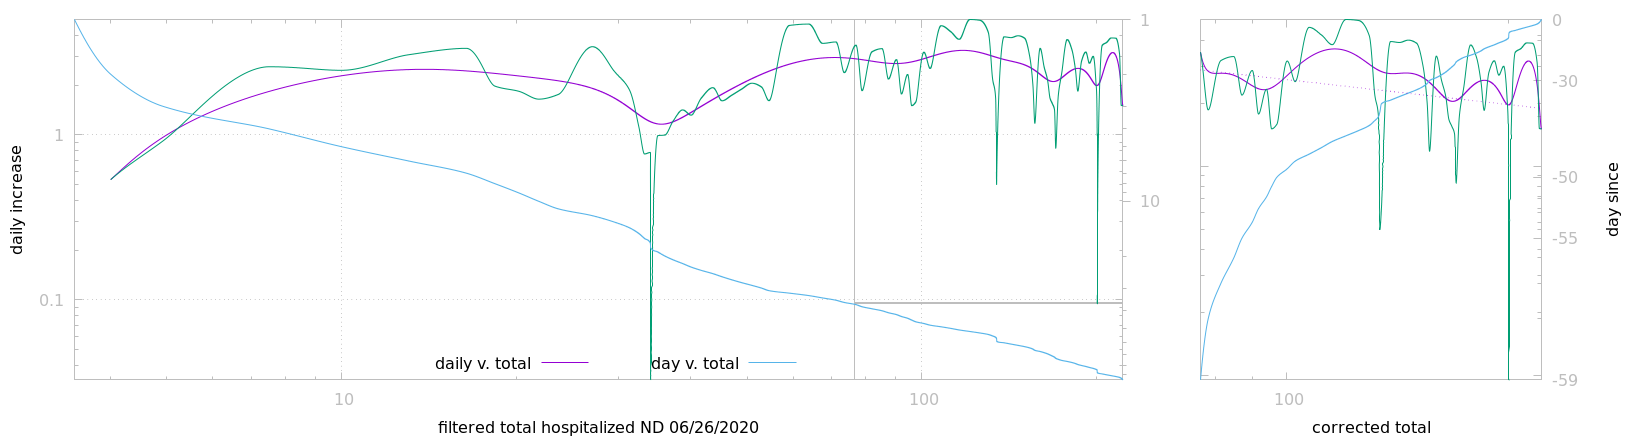 1
0.1
daily increase
10
100
filtered total hospitalized ND 06/26/2020
daily v. total
day v. total
1
10
100
corrected total
0
-30
-50
-55
-59
day since